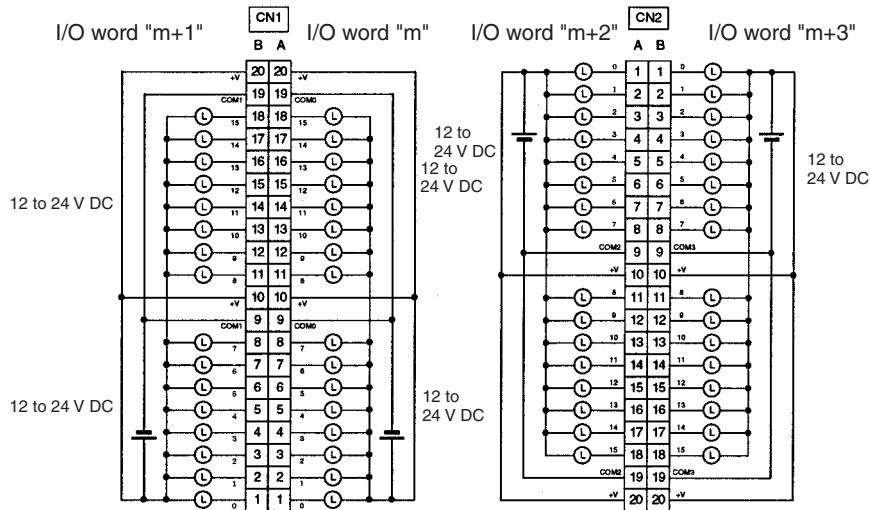 CN1
I/O word "m+1" I/O word "m"
B A
+V 20 20 +V
COM1 19 19 COM0
L 15 18 18 15 L
L 14 17 17 14 L
L 13 16 16 13 L
L 12 15 15 12 L
L 11 14 14 11 L
L 10 13 13 10 L
L 9 12 12 9 L
L 8 11 11 8 L
+V 10 10 +V
COM1 9 9 COM0
L 7 8 8 7 L
L 6 7 7 6 L
L 5 6 6 5 L
L 4 5 5 4 L
L 3 4 4 3 L
L 2 3 3 2 L
L 1 2 2 1 L
L 0 1 1 0 L
12 to 24 V DC
12 to 24 V DC
12 to
24 V DC
12 to
24 V DC
CN2
I/O word "m+2" I/O word "m+3"
A B
L 0 1 1 0 L
L 1 2 2 1 L
L 2 3 3 2 L
L 3 4 4 3 L
L 4 5 5 4 L
L 5 6 6 5 L
L 6 7 7 6 L
L 7 8 8 7 L
COM2 9 9 COM3
+V 10 10 +V
L 8 11 11 8 L
L 9 12 12 9 L
L 10 13 13 10 L
L 11 14 14 11 L
L 12 15 15 12 L
L 13 16 16 13 L
L 14 17 17 14 L
L 15 18 18 15 L
COM2 19 19 COM3
+V 20 20 +V
12 to
24 V DC
12 to
24 V DC